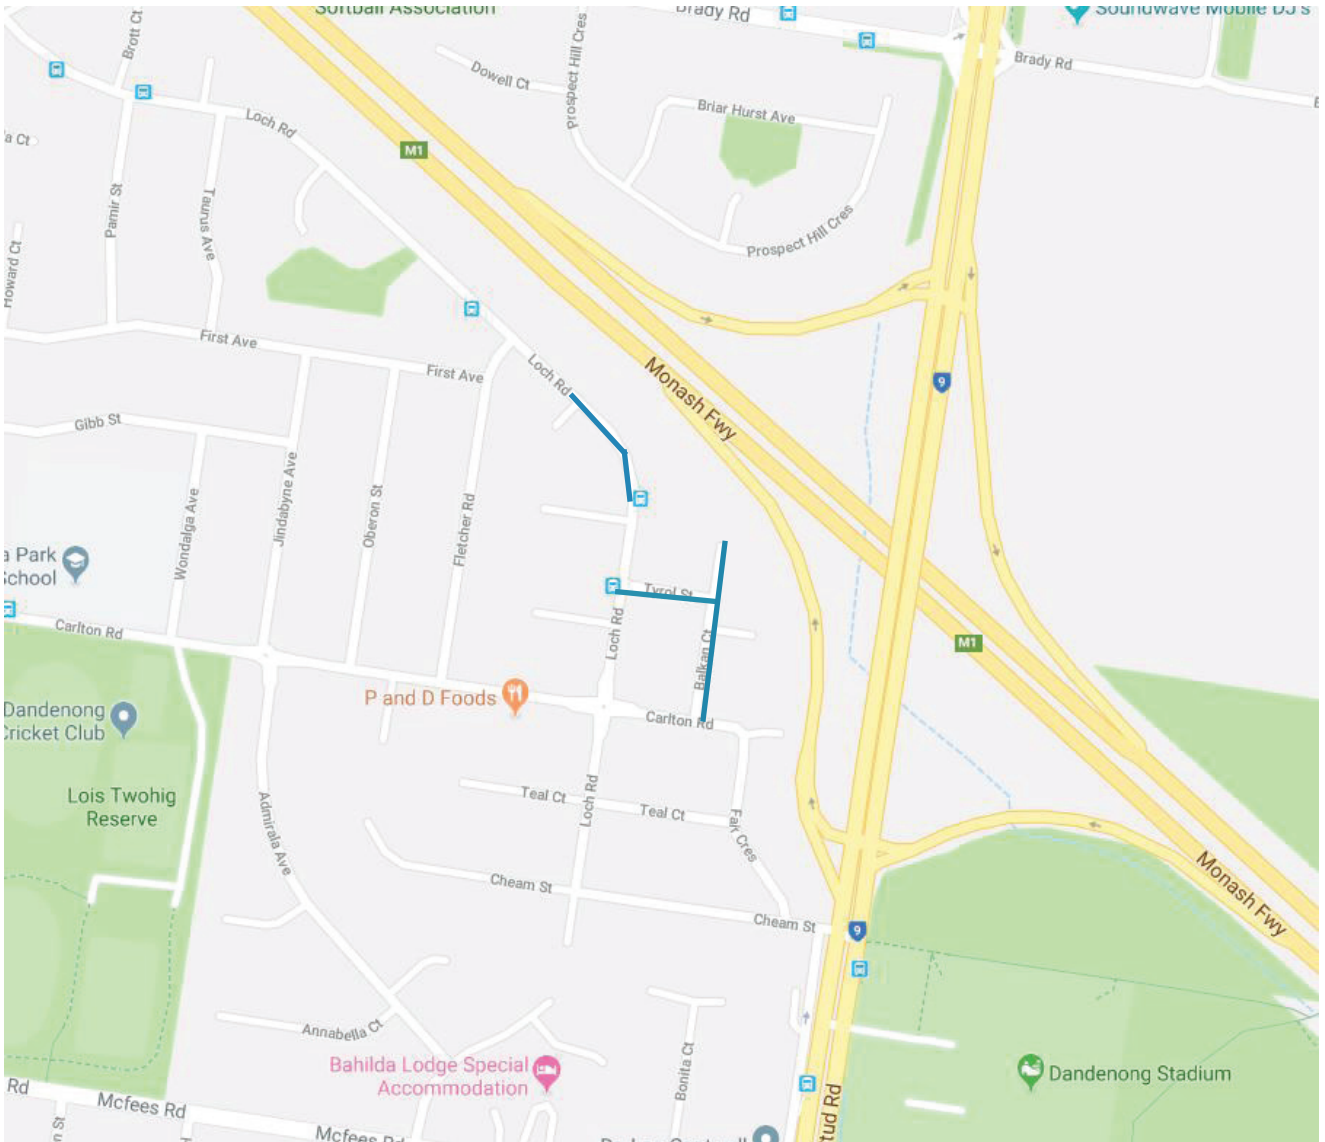 Softball Association
Brady Rd
Soundwave Mobile DJ's
Brott Ct
Prospect Hill Cres
Brady Rd
Dowell Ct
Briar Hurst Ave
Loch Rd
M1
a Ct
Pamir St
Taurus Ave
Prospect Hill Cres
Howard Ct
First Ave
First Ave
Loch Rd
Monash Fwy
9
Gibb St
Jindabyne Ave
Oberon St
Fletcher Rd
Wondalga Ave
a Park
School
Tyrol St
Carlton Rd
Loch Rd
Balkan Ct
M1
P and D Foods
Carlton Rd
Dandenong
Cricket Club
Lois Twohig
Reserve
Admirala Ave
Loch Rd
Teal Ct
Teal Ct
Fair Cres
Cheam St
Cheam St
Monash Fwy
9
Annabella Ct
Bahilda Lodge Special
Accommodation
Bonita Ct
Dandenong Stadium
Rd
Mcfees Rd
Mcfees Rd
n St
tud Rd